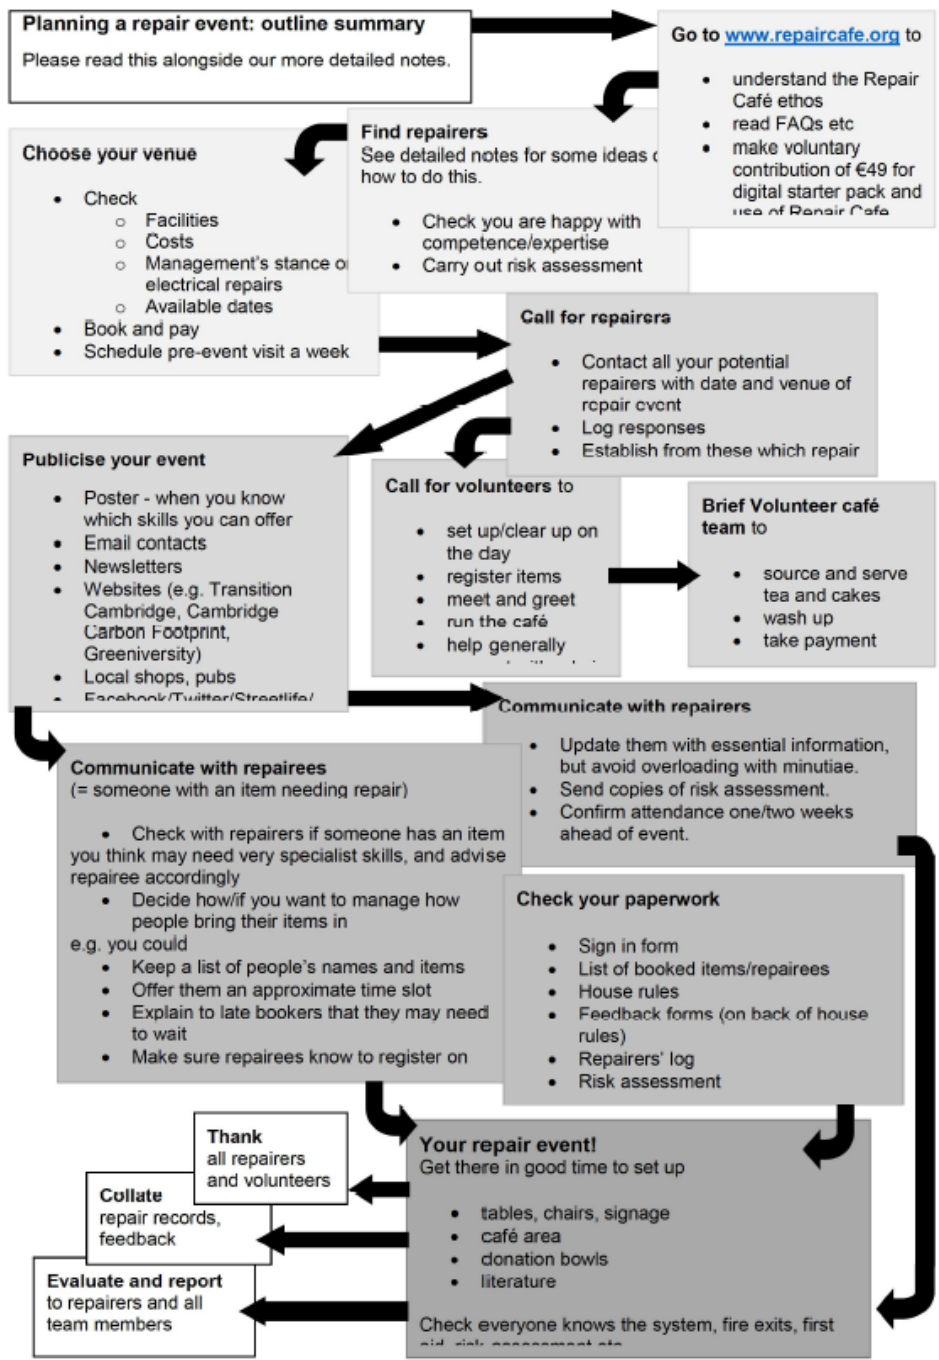 Planning a repair event: outline summary
Please read this alongside our more detailed notes.
Go to www.repaircafe.org to
• understand the Repair
Café ethos
• read FAQs etc
• make voluntary
contribution of €49 for
digital starter pack and
use of Repair Cafe
Find repairers
See detailed notes for some ideas
how to do this.
• Check you are happy with
competence/expertise
• Carry out risk assessment
Choose your venue
• Check
o Facilities
o Costs
o Management's stance
electrical repairs
o Available dates
• Book and pay
• Schedule pre-event visit a week
Call for repairers
• Contact all your potential
repairers with date and venue of
repair event
• Log responses
• Establish from these which repair
Publicise your event
• Poster - when you know
which skills you can offer
• Email contacts
• Newsletters
• Websites (e.g. Transition
Cambridge, Cambridge
Carbon Footprint,
Greeniversity)
• Local shops, pubs
• Facebook/Twitter/Streetlife/
Call for volunteers to
• set up/clear up on
the day
• register items
• meet and greet
• run the café
• help generally
Brief Volunteer café
team to
• source and serve
tea and cakes
• wash up
• take payment
Communicate with repairers
• Update them with essential information,
but avoid overloading with minutiae.
• Send copies of risk assessment.
• Confirm attendance one/two weeks
ahead of event.
Communicate with repairees
(= someone with an item needing repair)
• Check with repairers if someone has an item
you think may need very specialist skills, and advise
repairee accordingly
• Decide how/if you want to manage how
people bring their items in
e.g. you could
• Keep a list of people's names and items
• Offer them an approximate time slot
• Explain to late bookers that they may need
to wait
• Make sure repairees know to register on
Check your paperwork
• Sign in form
• List of booked items/repairees
• House rules
• Feedback forms (on back of house
rules)
• Repairers' log
• Risk assessment
Your repair event!
Get there in good time to set up
• tables, chairs, signage
• café area
• donation bowls
• literature
Check everyone knows the system, fire exits, first
aid, risk assessment etc
Thank
all repairers
and volunteers
Collate
repair records,
feedback
Evaluate and report
to repairers and all
team members